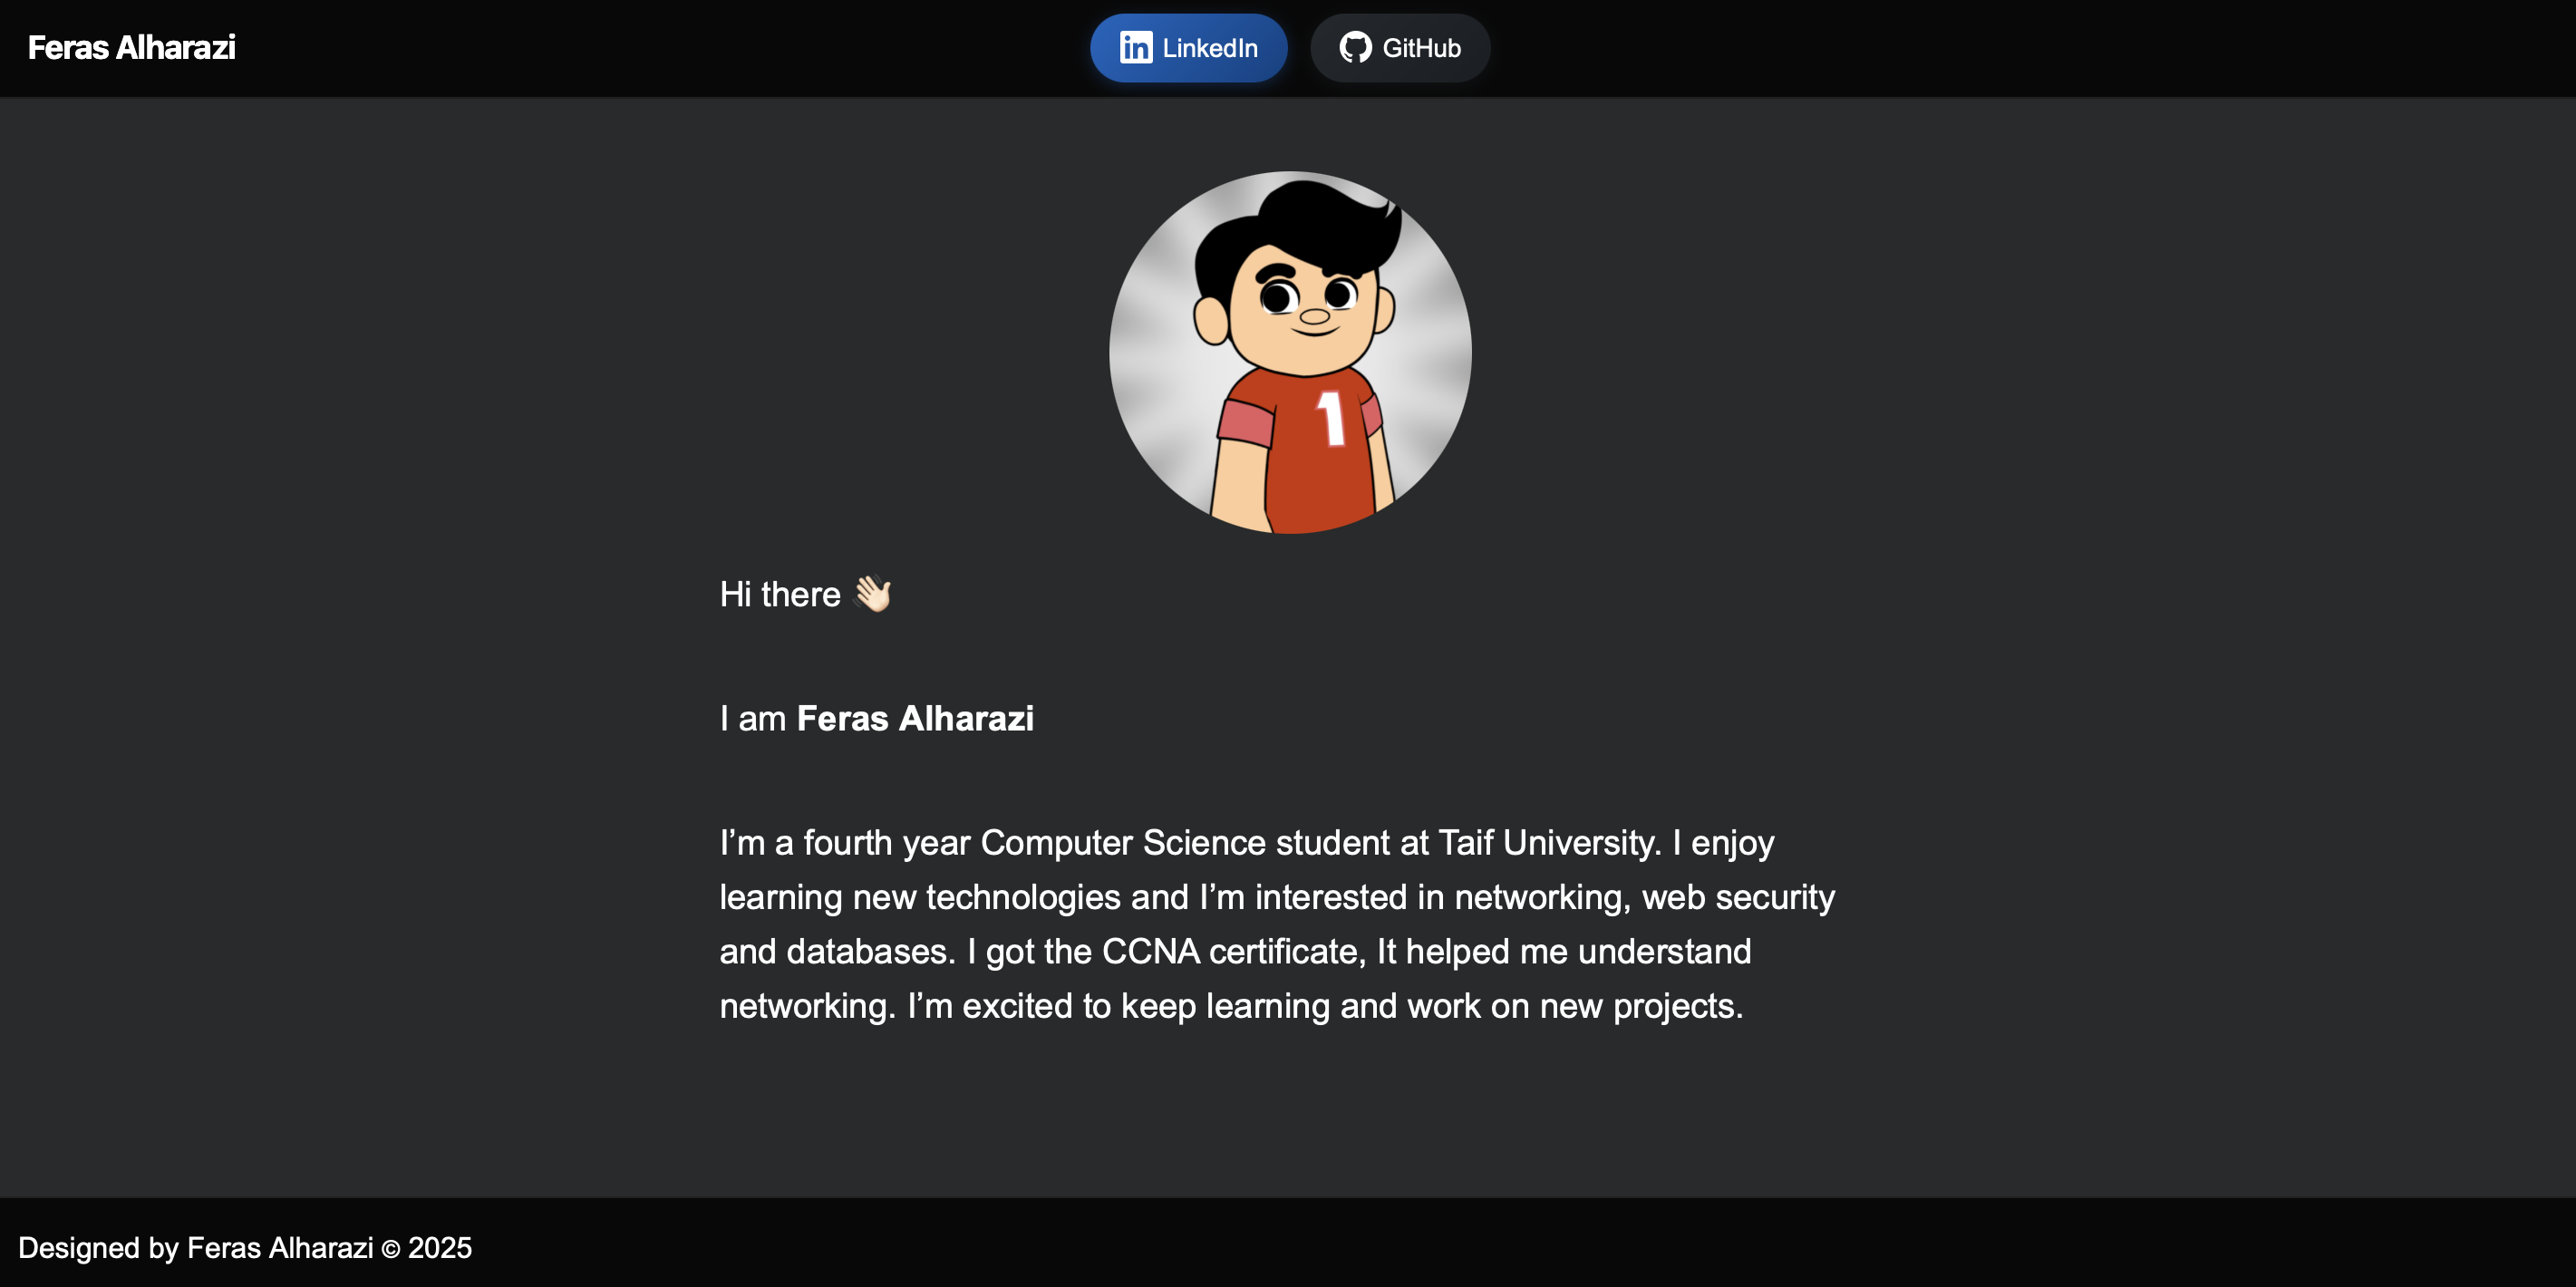 Feras Alharazi
LinkedIn
GitHub
1
Hi there 👋🏻
I am Feras Alharazi
I’m a fourth year Computer Science student at Taif University. I enjoy
learning new technologies and I’m interested in networking, web security
and databases. I got the CCNA certificate, It helped me understand
networking. I’m excited to keep learning and work on new projects.
Designed by Feras Alharazi © 2025